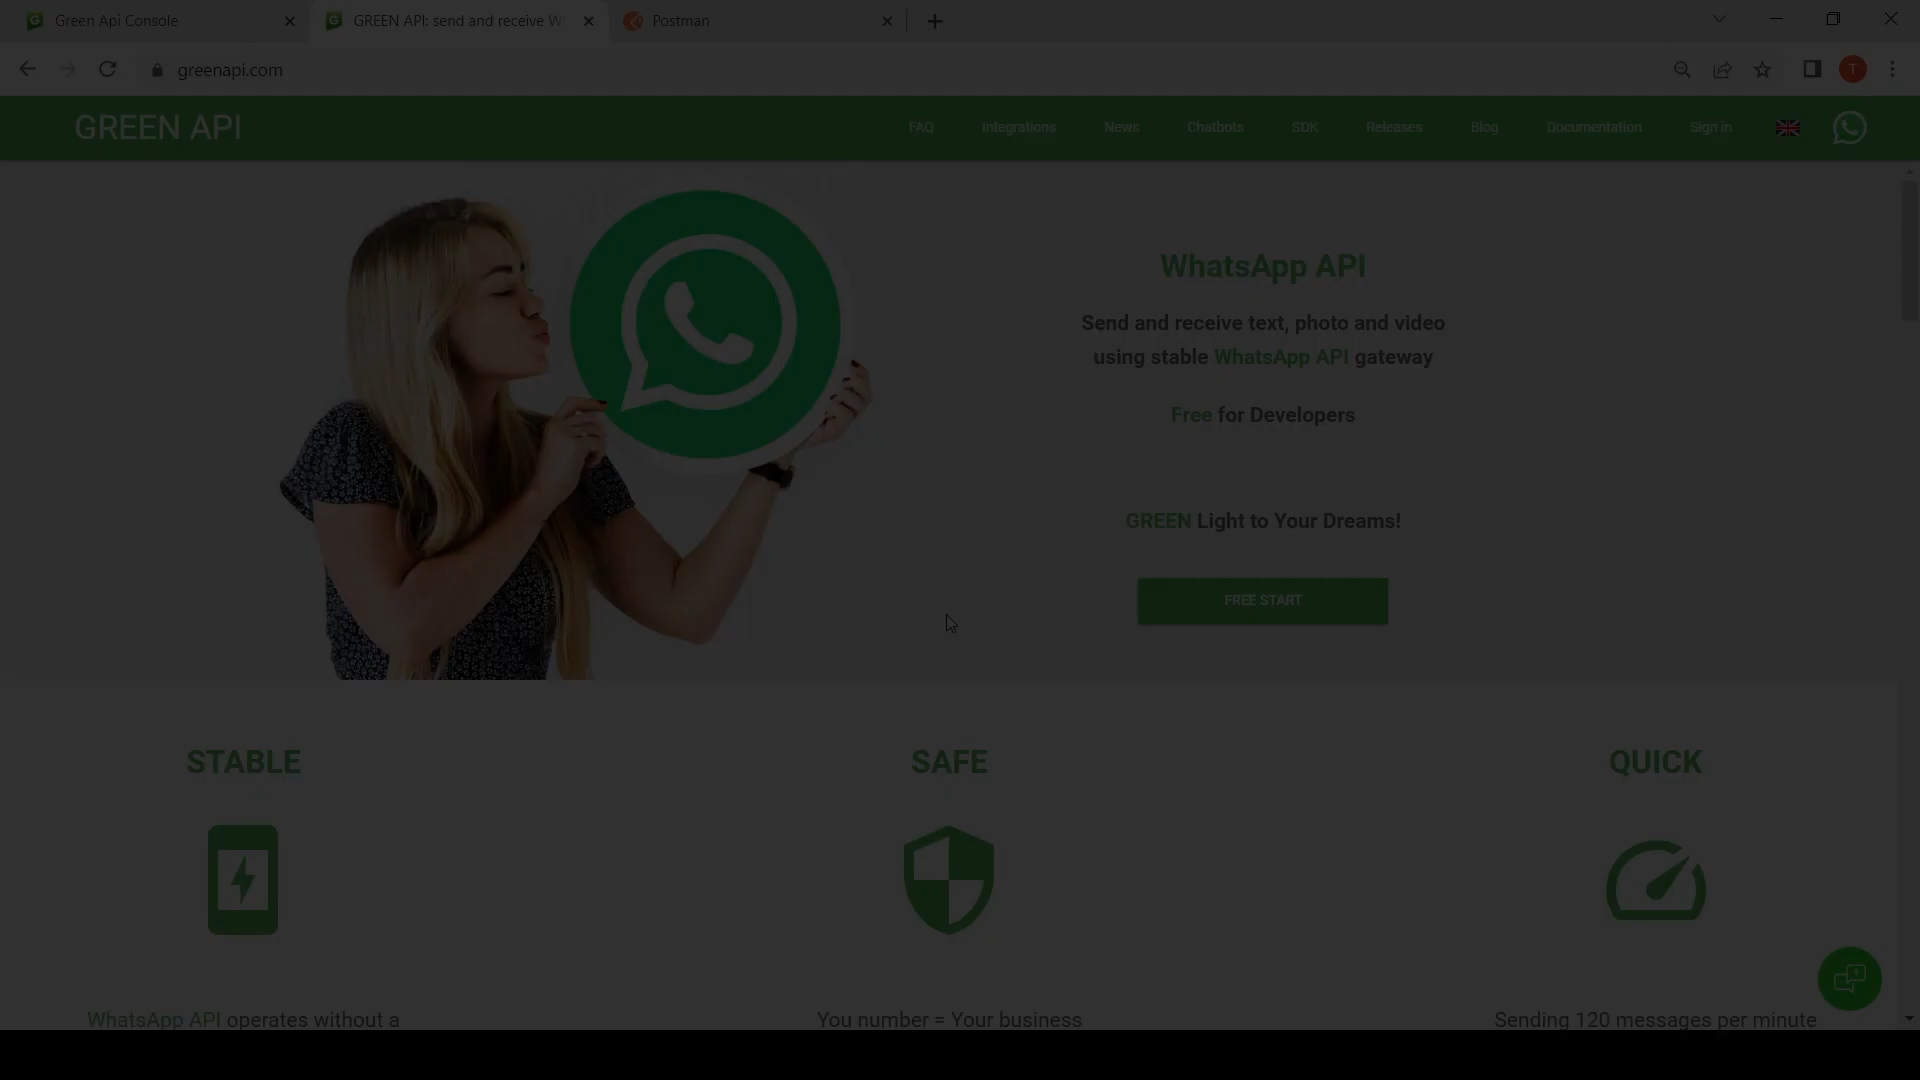 Green Api Console
GREEN API: send and receive W
Postman
greenapi.com
T
GREEN API
FAQ
Integrations
News
Chatbots
SDK
Releases
Blog
Documentation
Sign in
WhatsApp API
Send and receive text, photo and video
using stable WhatsApp API gateway
Free for Developers
GREEN Light to Your Dreams!
FREE START
STABLE
SAFE
QUICK
WhatsApp API operates without a
You number = Your business
Sending 120 messages per minute